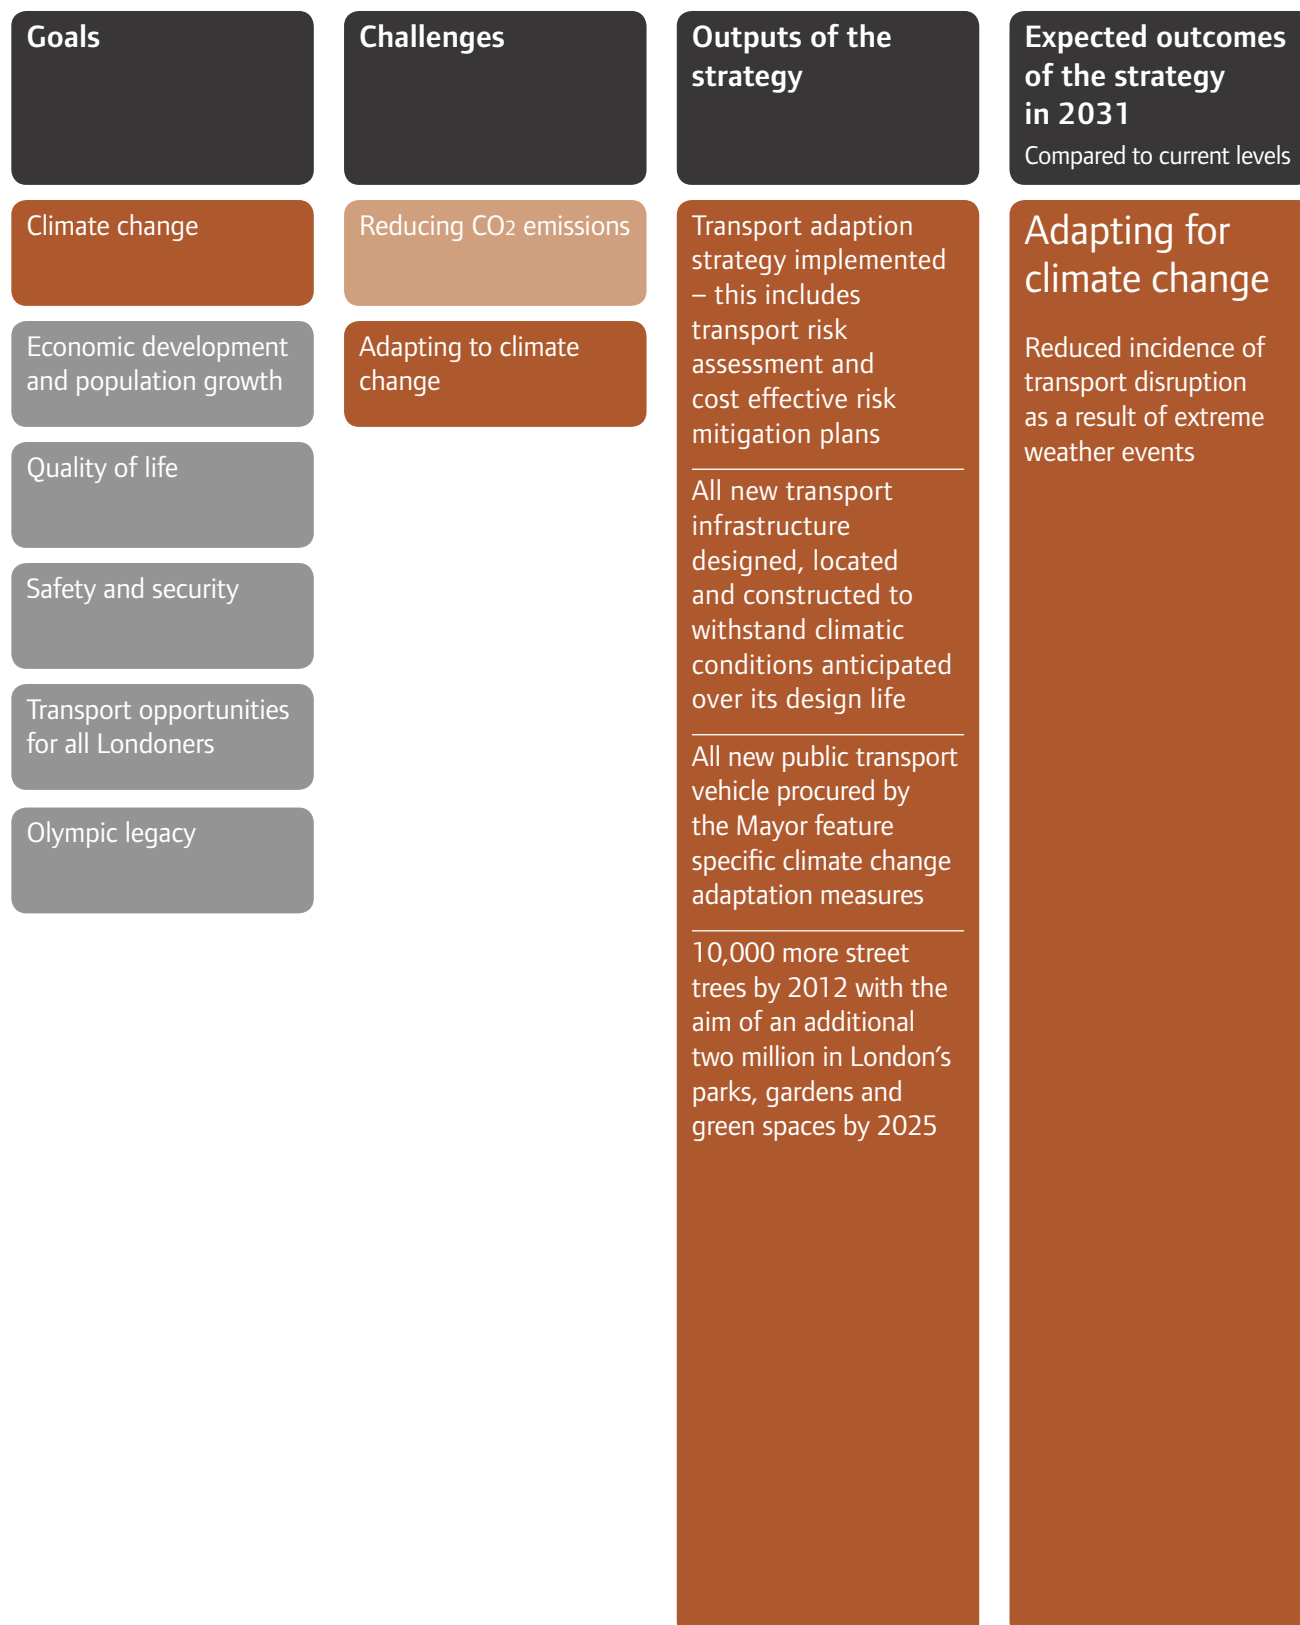 Goals
Challenges
Outputs of the
strategy
Expected outcomes
of the strategy
in 2031
Compared to current levels
Climate change
Economic development
and population growth
Quality of life
Safety and security
Transport opportunities
for all Londoners
Olympic legacy
Reducing CO2 emissions
Adapting to climate
change
Transport adaption
strategy implemented
– this includes
transport risk
assessment and
cost effective risk
mitigation plans
All new transport
infrastructure
designed, located
and constructed to
withstand climatic
conditions anticipated
over its design life
All new public transport
vehicle procured by
the Mayor feature
specific climate change
adaptation measures
10,000 more street
trees by 2012 with the
aim of an additional
two million in London’s
parks, gardens and
green spaces by 2025
Adapting for
climate change
Reduced incidence of
transport disruption
as a result of extreme
weather events